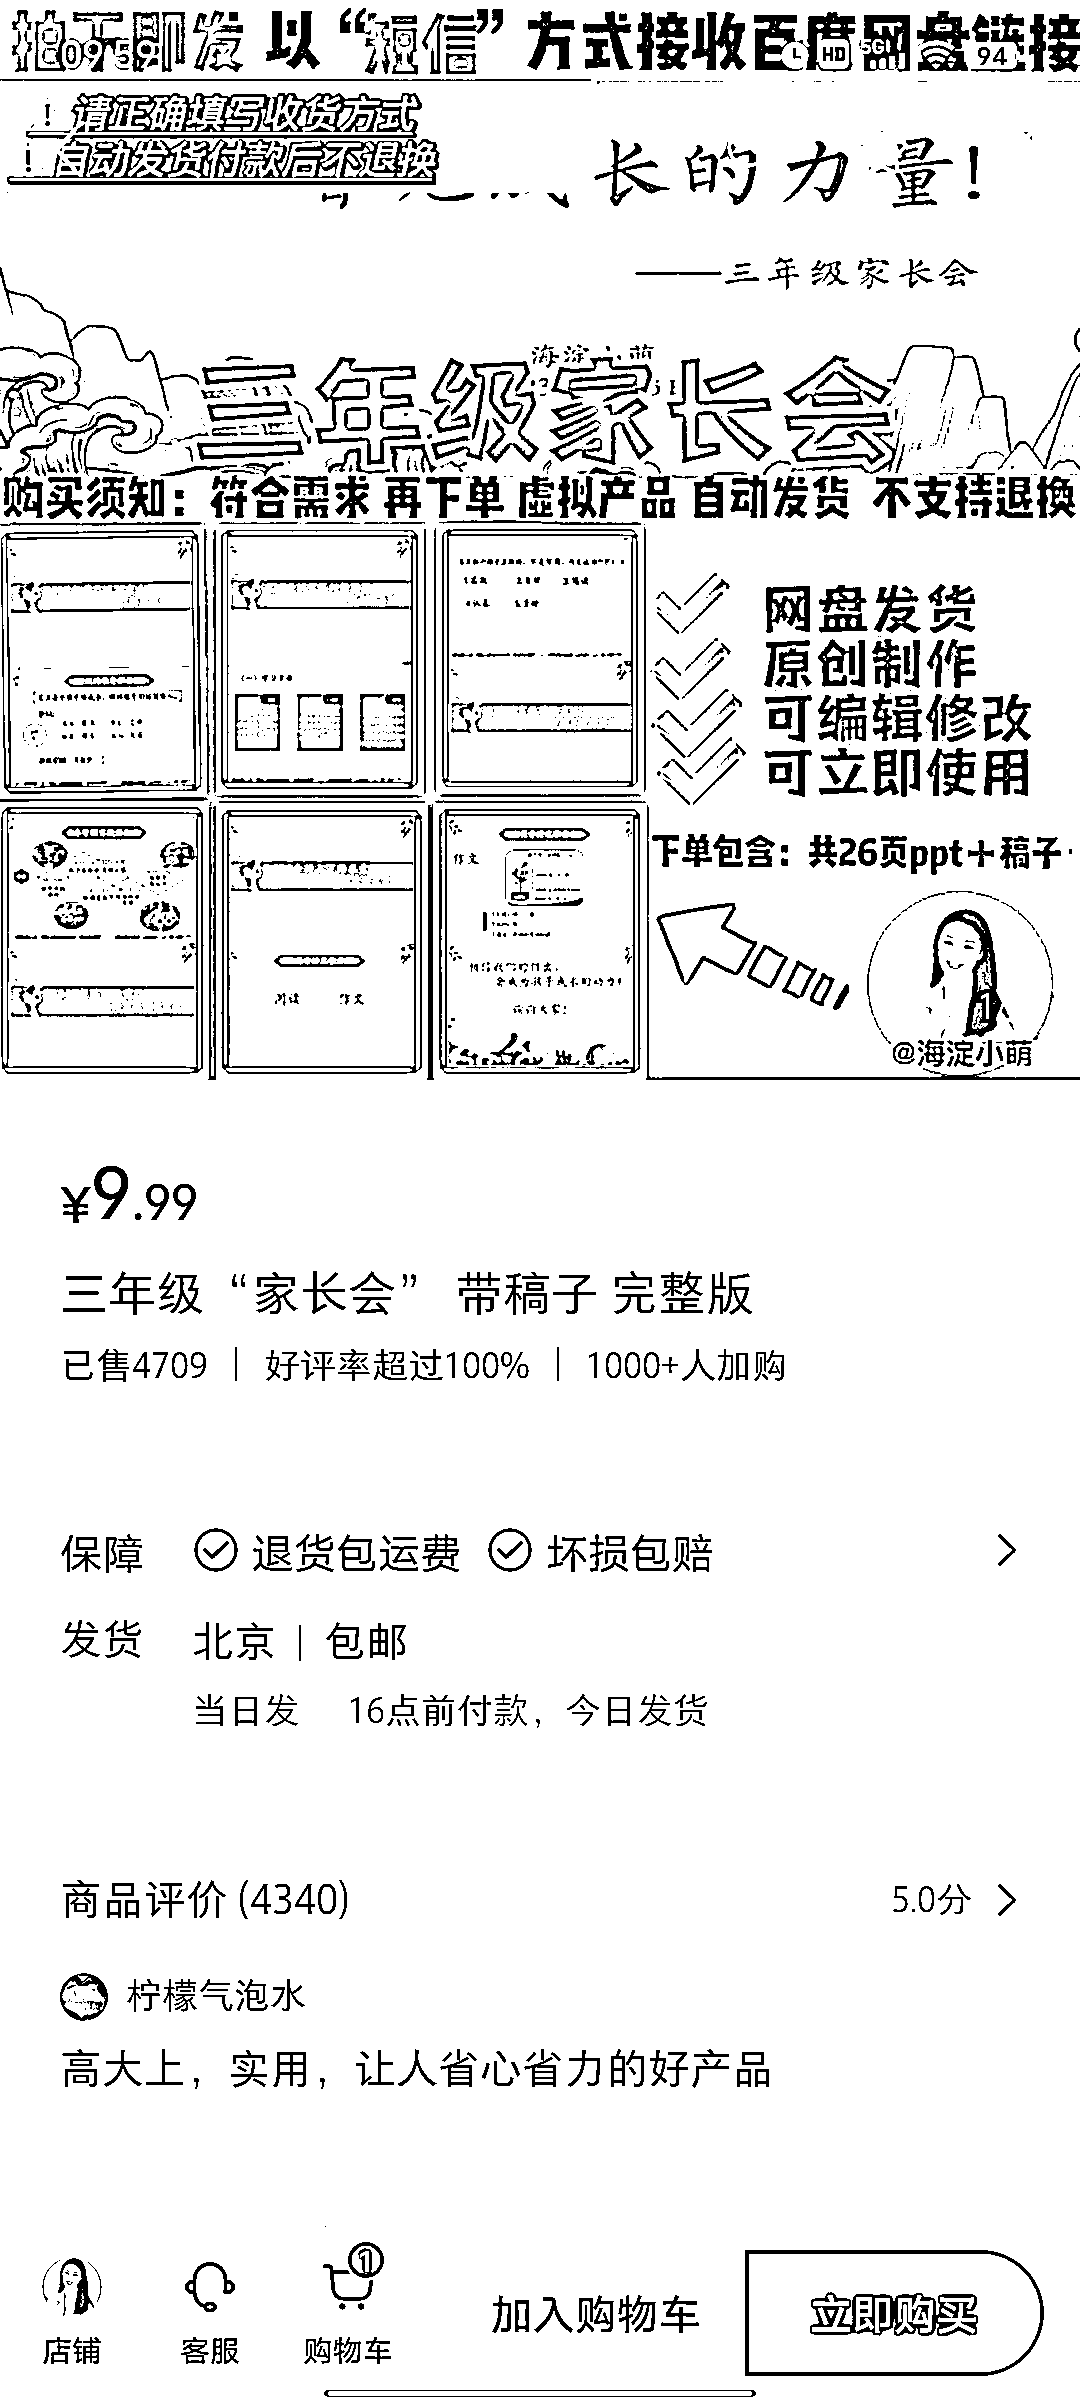 拍下即发 以“短信”方式接收百度网盘链接
09:59
HD 5G 94
！请正确填写收货方式
！自动发货付款后不退换
长的力量!
——三年级家长会
海淀小萌
三年级家长会
购买须知：符合需求 再下单 虚拟产品 自动发货 不支持退换
网盘发货
原创制作
可编辑修改
可立即使用
下单包含：共26页ppt＋稿子
作文
阅读 作文
@海淀小萌
¥9.99
三年级“家长会” 带稿子 完整版
已售4709 | 好评率超过100% | 1000+人加购
保障 退货包运费 坏损包赔
发货 北京 | 包邮
当日发 16点前付款，今日发货
商品评价 (4340) 5.0分
柠檬气泡水
高大上，实用，让人省心省力的好产品
1
店铺 客服 购物车 加入购物车 立即购买